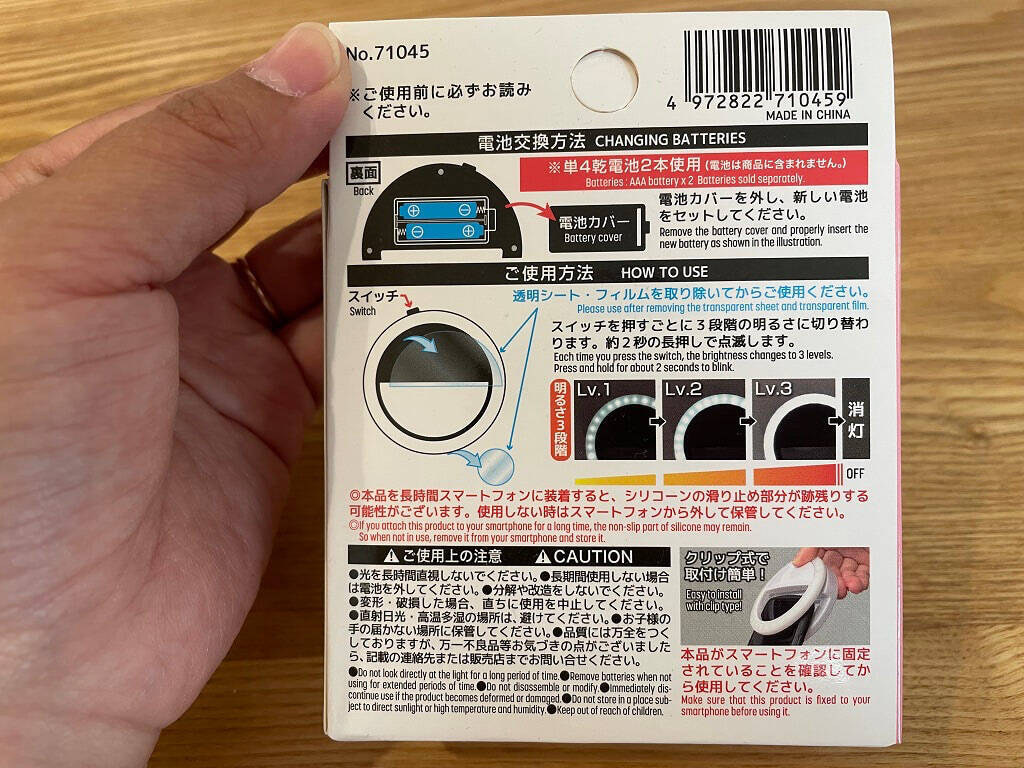 No.71045
※ご使用前に必ずお読み
ください。
4 972822 710459
MADE IN CHINA
電池交換方法 CHANGING BATTERIES
裏面
Back
※単4乾電池2本使用(電池は商品に含まれません。)
Batteries : AAA battery x 2 Batteries sold separately.
電池カバー
Battery cover
電池カバーを外し、新しい電池
をセットしてください。
Remove the battery cover and properly insert the
new battery as shown in the illustration.
ご使用方法 HOW TO USE
スイッチ
Switch
透明シート・フィルムを取り除いてからご使用ください。
Please use after removing the transparent sheet and transparent film.
スイッチを押すごとに3段階の明るさに切り替わ
ります。約2秒の長押しで点滅します。
Each time you press the switch, the brightness changes to 3 levels.
Press and hold for about 2 seconds to blink.
明るさ3段階
Lv.1
Lv.2
Lv.3
消灯
OFF
◎本品を長時間スマートフォンに装着すると、シリコーンの滑り止め部分が跡残りする
可能性がございます。使用しない時はスマートフォンから外して保管してください。
◎If you attach this product to your smartphone for a long time, the non-slip part of silicone may remain.
So when not in use, remove it from your smartphone and store it.
⚠ご使用上の注意 ⚠CAUTION
●光を長時間直視しないでください。●長期間使用しない場合
は電池を外してください。●分解や改造をしないでください。
●変形・破損した場合、直ちに使用を中止してください。
●直射日光・高温多湿の場所は、避けてください。●お子様の
手の届かない場所に保管してください。●品質には万全をつく
しておりますが、万一不良品等お気づきの点がございました
ら、記載の連絡先または販売店までお問い合せください。
●Do not look directly at the light for a long period of time.●Remove batteries when not
using for extended periods of time.●Do not disassemble or modify.●Immediately dis-
continue use if the product becomes deformed or damaged.●Do not store in a place sub-
ject to direct sunlight or high temperature and humidity.●Keep out of reach of children.
クリップ式で
取付け簡単!
Easy to install
with clip type!
本品がスマートフォンに固定
されていることを確認してか
ら使用してください。
Make sure that this product is fixed to your
smartphone before using it.